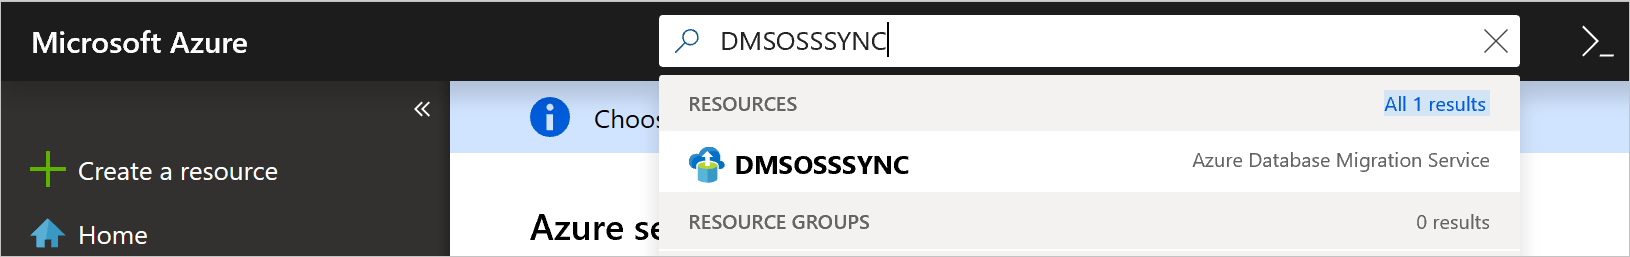 Microsoft Azure
DMSOSSSYNC
RESOURCES All 1 results
Choos
Create a resource
DMSOSSSYNC Azure Database Migration Service
Azure se
RESOURCE GROUPS 0 results
Home